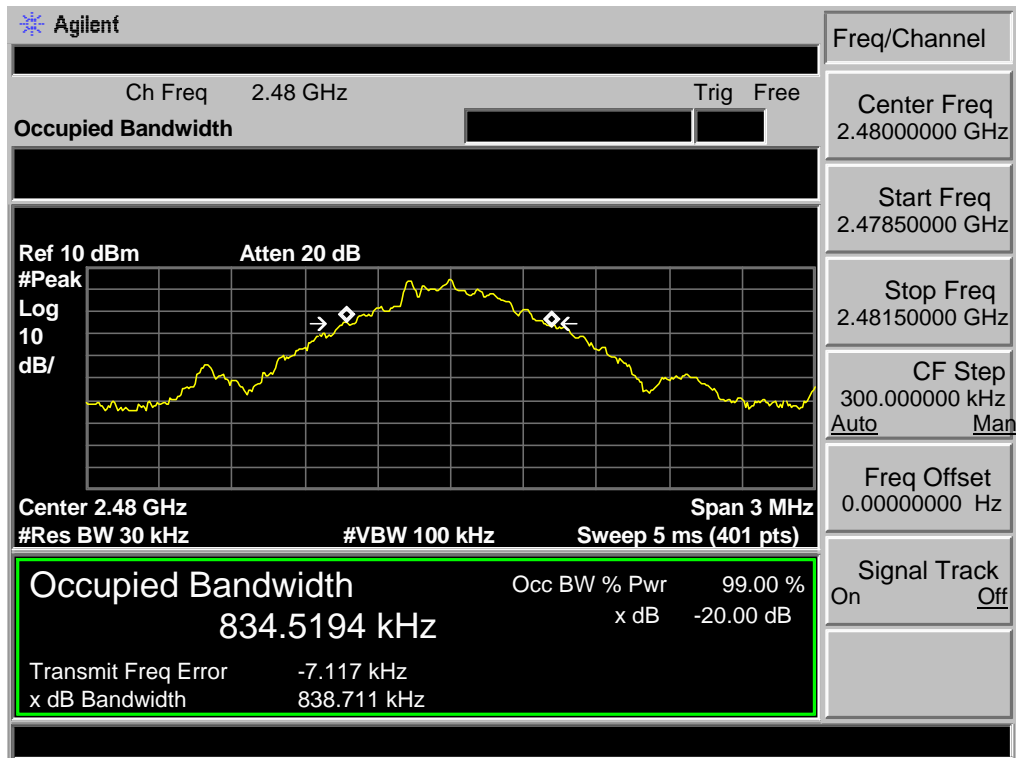 Agilent
Freq/Channel
Ch Freq 2.48 GHz Trig Free
Occupied Bandwidth
Center Freq
2.48000000 GHz
Start Freq
2.47850000 GHz
Stop Freq
2.48150000 GHz
CF Step
300.000000 kHz
Auto Man
Freq Offset
0.00000000 Hz
Signal Track
On Off
Ref 10 dBm Atten 20 dB
#Peak
Log
10
dB/
Center 2.48 GHz Span 3 MHz
#Res BW 30 kHz #VBW 100 kHz Sweep 5 ms (401 pts)
Occupied Bandwidth Occ BW % Pwr 99.00 %
834.5194 kHz x dB -20.00 dB
Transmit Freq Error -7.117 kHz
x dB Bandwidth 838.711 kHz